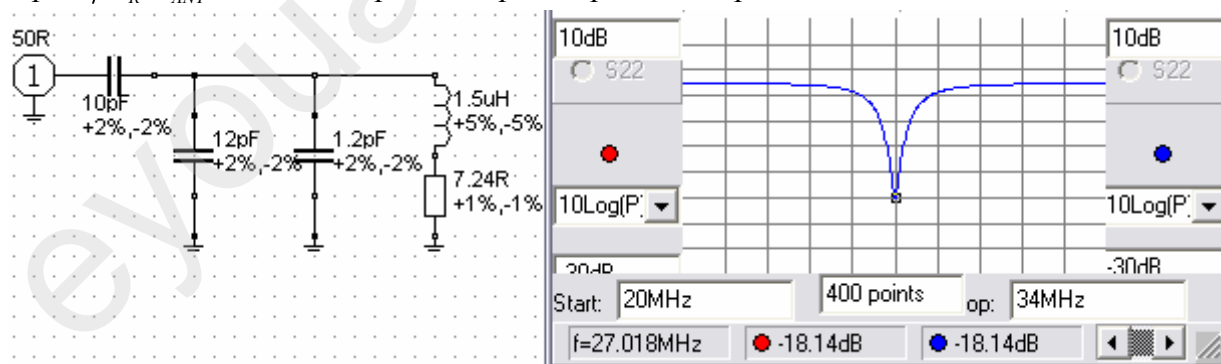 50R
1
10pF
+2%,-2%
12pF
+2%,-2%
1.2pF
+2%,-2%
1.5uH
+5%,-5%
7.24R
+1%,-1%
10dB
S22
10Log(P:
10dB
S22
10Log(P:
-30dB
Start: 20MHz
400 points
op: 34MHz
f=27.018MHz
-18.14dB
-18.14dB